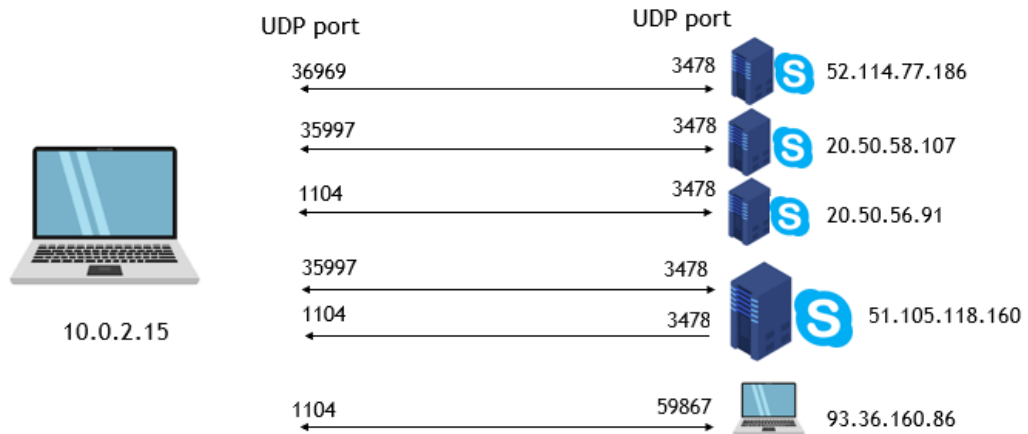 UDP port UDP port
36969 3478 S 52.114.77.186
35997 3478 S 20.50.58.107
1104 3478 S 20.50.56.91
35997 3478
10.0.2.15 1104 3478 S 51.105.118.160
1104 59867 93.36.160.86